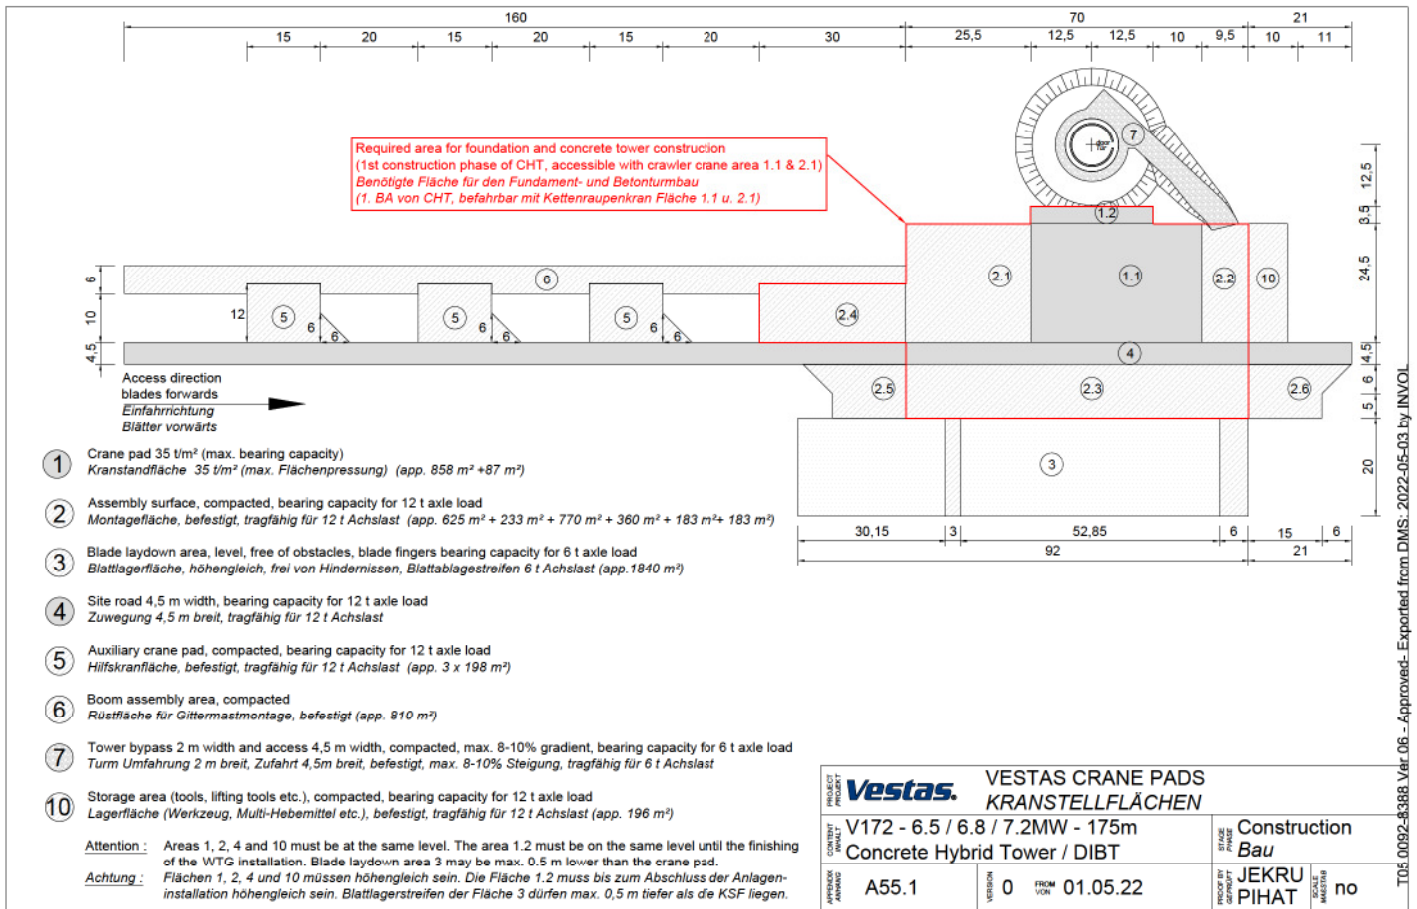 160
70
21
15
20
15
20
15
20
30
25,5
12,5
12,5
10
9,5
10
11
Required area for foundation and concrete tower construction
(1st construction phase of CHT, accessible with crawler crane area 1.1 & 2.1)
Benötigte Fläche für den Fundament- und Betonturmbau
(1. BA von CHT, befahrbar mit Kettenraupenkran Fläche 1.1 u. 2.1)
door
Tür
7
1.2
12,5
3,5
24,5
4,5
6
5
20
6
10
4,5
6
12
5
6
6
5
6
6
5
6
6
2.4
2.1
1.1
2.2
10
4
2.5
2.3
2.6
3
30,15
3
52,85
6
15
6
92
21
Access direction
blades forwards
Einfahrrichtung
Blätter vorwärts
1
Crane pad 35 t/m² (max. bearing capacity)
Kranstandfläche 35 t/m² (max. Flächenpressung) (app. 858 m² +87 m²)
2
Assembly surface, compacted, bearing capacity for 12 t axle load
Montagefläche, befestigt, tragfähig für 12 t Achslast (app. 625 m² + 233 m² + 770 m² + 360 m² + 183 m²+ 183 m²)
3
Blade laydown area, level, free of obstacles, blade fingers bearing capacity for 6 t axle load
Blattlagerfläche, höhengleich, frei von Hindernissen, Blattablagestreifen 6 t Achslast (app.1840 m²)
4
Site road 4,5 m width, bearing capacity for 12 t axle load
Zuwegung 4,5 m breit, tragfähig für 12 t Achslast
5
Auxiliary crane pad, compacted, bearing capacity for 12 t axle load
Hilfskranfläche, befestigt, tragfähig für 12 t Achslast (app. 3 x 198 m²)
6
Boom assembly area, compacted
Rüstfläche für Gittermastmontage, befestigt (app. 810 m²)
7
Tower bypass 2 m width and access 4,5 m width, compacted, max. 8-10% gradient, bearing capacity for 6 t axle load
Turm Umfahrung 2 m breit, Zufahrt 4,5m breit, befestigt, max. 8-10% Steigung, tragfähig für 6 t Achslast
10
Storage area (tools, lifting tools etc.), compacted, bearing capacity for 12 t axle load
Lagerfläche (Werkzeug, Multi-Hebemittel etc.), befestigt, tragfähig für 12 t Achslast (app. 196 m²)
Attention : Areas 1, 2, 4 and 10 must be at the same level. The area 1.2 must be on the same level until the finishing
of the WTG installation. Blade laydown area 3 may be max. 0.5 m lower than the crane pad.
Achtung : Flächen 1, 2, 4 und 10 müssen höhengleich sein. Die Fläche 1.2 muss bis zum Abschluss der Anlagen-
installation höhengleich sein. Blattlagerstreifen der Fläche 3 dürfen max. 0,5 m tiefer als die KSF liegen.
PROJECT
PROJEKT
Vestas.
VESTAS CRANE PADS
KRANSTELLFLÄCHEN
CONTENT
INHALT
V172 - 6.5 / 6.8 / 7.2MW - 175m
Concrete Hybrid Tower / DIBT
STAGE
PHASE
Construction
Bau
APPENDIX
ANHANG
A55.1
VERSION
0
FROM
VON
01.05.22
PROOF BY
GEPRÜFT
JEKRU
PIHAT
SCALE
MASSTAB
no
T05 0092-8388 Ver 06 - Approved- Exported from DMS: 2022-05-03 by INVOL